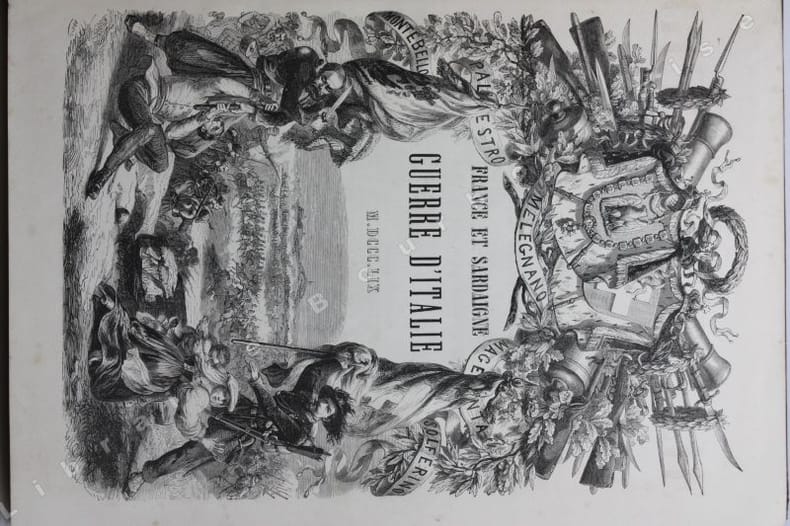 MONTEBELLO
PALESTRO
MELEGNANO
MAGENTA
SOLFERINO
FRANCE ET SARDAIGNE
GUERRE D'ITALIE
M.DCCC.LIX